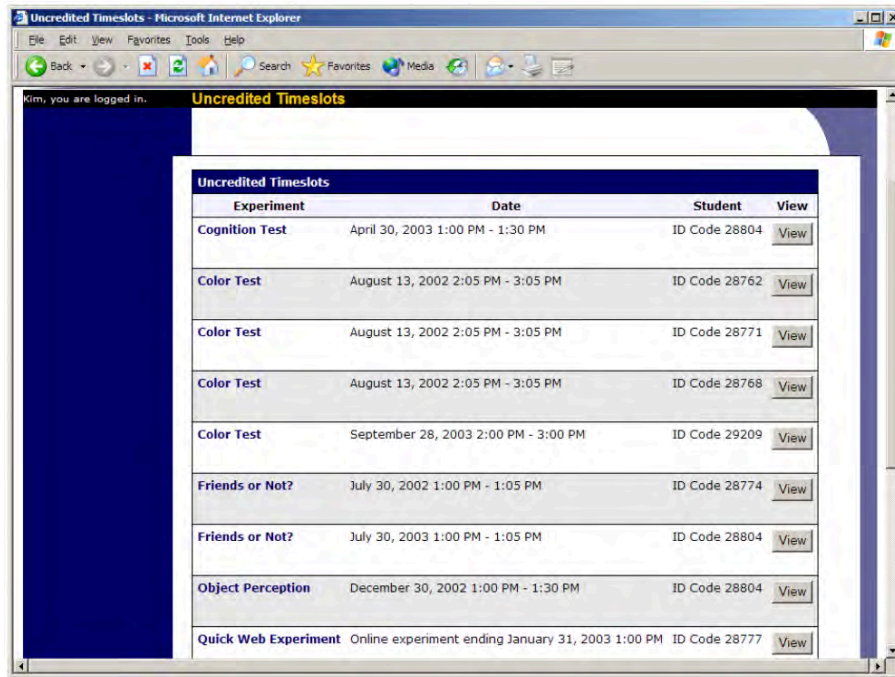 Uncredited Timeslots - Microsoft Internet Explorer
File Edit View Favorites Tools Help
Back Search Favorites Media
Kim, you are logged in. Uncredited Timeslots
Uncredited Timeslots
Experiment Date Student View
Cognition Test April 30, 2003 1:00 PM - 1:30 PM ID Code 28804 View
Color Test August 13, 2002 2:05 PM - 3:05 PM ID Code 28762 View
Color Test August 13, 2002 2:05 PM - 3:05 PM ID Code 28771 View
Color Test August 13, 2002 2:05 PM - 3:05 PM ID Code 28768 View
Color Test September 28, 2003 2:00 PM - 3:00 PM ID Code 29209 View
Friends or Not? July 30, 2002 1:00 PM - 1:05 PM ID Code 28774 View
Friends or Not? July 30, 2003 1:00 PM - 1:05 PM ID Code 28804 View
Object Perception December 30, 2002 1:00 PM - 1:30 PM ID Code 28804 View
Quick Web Experiment Online experiment ending January 31, 2003 1:00 PM ID Code 28777 View